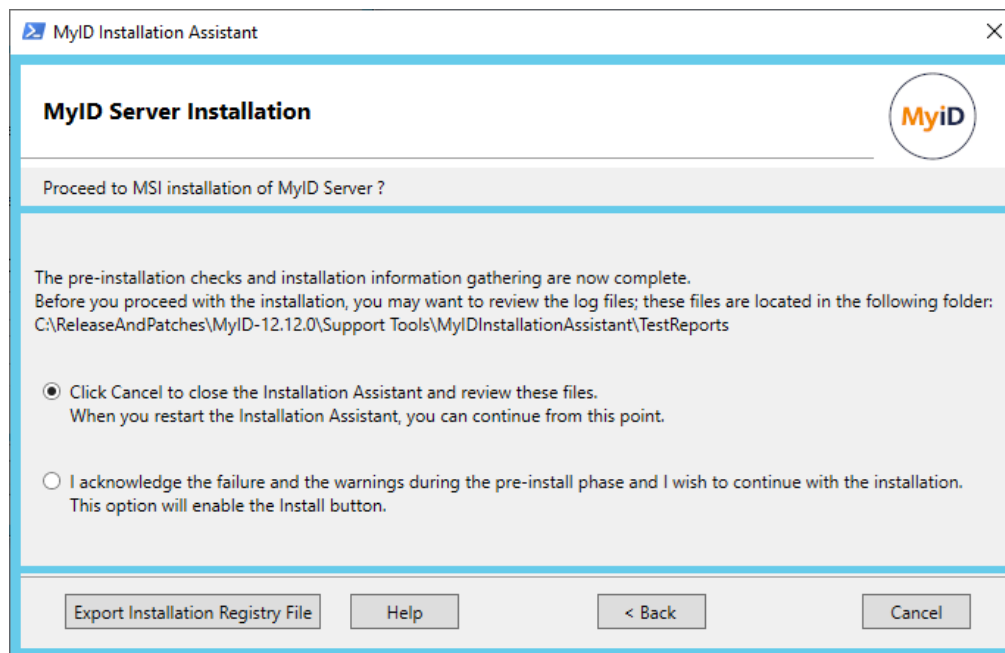 MyID Installation Assistant
MyID Server Installation
MyiD
Proceed to MSI installation of MyID Server ?
The pre-installation checks and installation information gathering are now complete.
Before you proceed with the installation, you may want to review the log files; these files are located in the following folder:
C:\ReleaseAndPatches\MyID-12.12.0\Support Tools\MyIDInstallationAssistant\TestReports
Click Cancel to close the Installation Assistant and review these files.
When you restart the Installation Assistant, you can continue from this point.
I acknowledge the failure and the warnings during the pre-install phase and I wish to continue with the installation.
This option will enable the Install button.
Export Installation Registry File
Help
< Back
Cancel